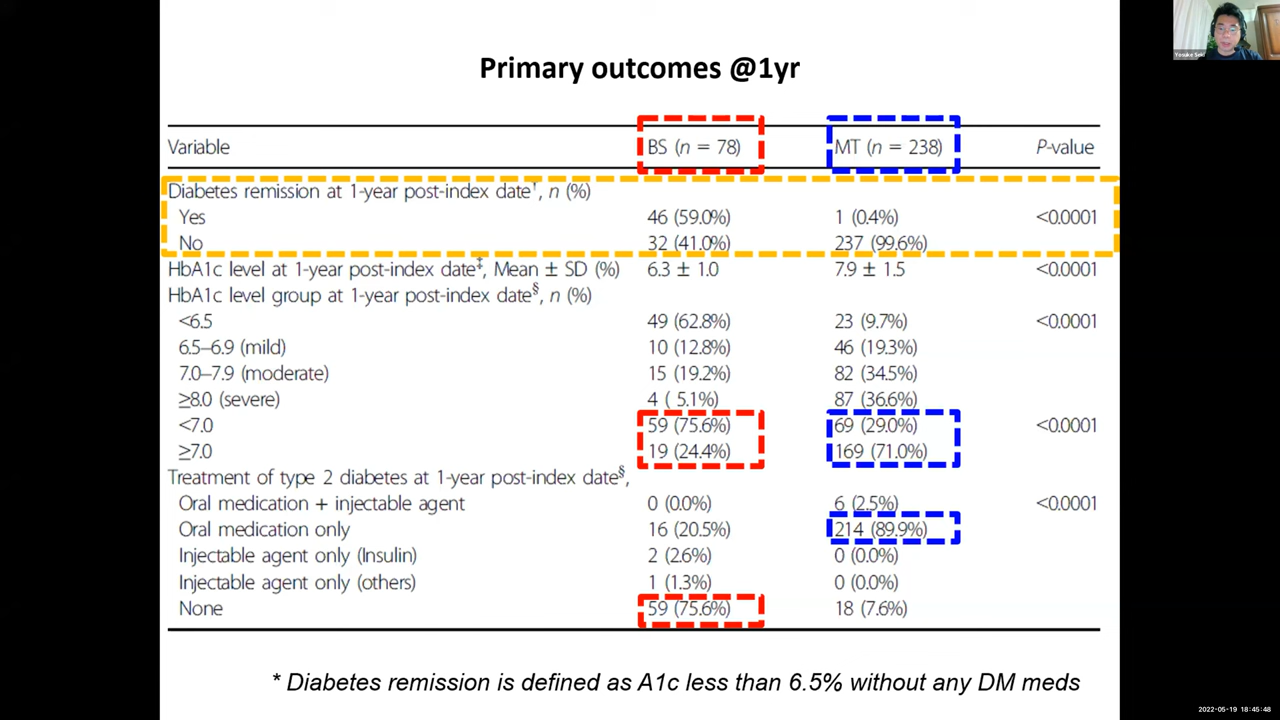 Primary outcomes @1yr
Variable BS (n = 78) MT (n = 238) P-value
Diabetes remission at 1-year post-index date†, n (%)
Yes 46 (59.0%) 1 (0.4%) <0.0001
No 32 (41.0%) 237 (99.6%)
HbA1c level at 1-year post-index date‡, Mean ± SD (%) 6.3 ± 1.0 7.9 ± 1.5 <0.0001
HbA1c level group at 1-year post-index date§, n (%)
<6.5 49 (62.8%) 23 (9.7%) <0.0001
6.5–6.9 (mild) 10 (12.8%) 46 (19.3%)
7.0–7.9 (moderate) 15 (19.2%) 82 (34.5%)
≥8.0 (severe) 4 ( 5.1%) 87 (36.6%)
<7.0 59 (75.6%) 69 (29.0%) <0.0001
≥7.0 19 (24.4%) 169 (71.0%)
Treatment of type 2 diabetes at 1-year post-index date§,
Oral medication + injectable agent 0 (0.0%) 6 (2.5%) <0.0001
Oral medication only 16 (20.5%) 214 (89.9%)
Injectable agent only (Insulin) 2 (2.6%) 0 (0.0%)
Injectable agent only (others) 1 (1.3%) 0 (0.0%)
None 59 (75.6%) 18 (7.6%)
* Diabetes remission is defined as A1c less than 6.5% without any DM meds
Yosuke Seki
2022-05-19 18:45:48